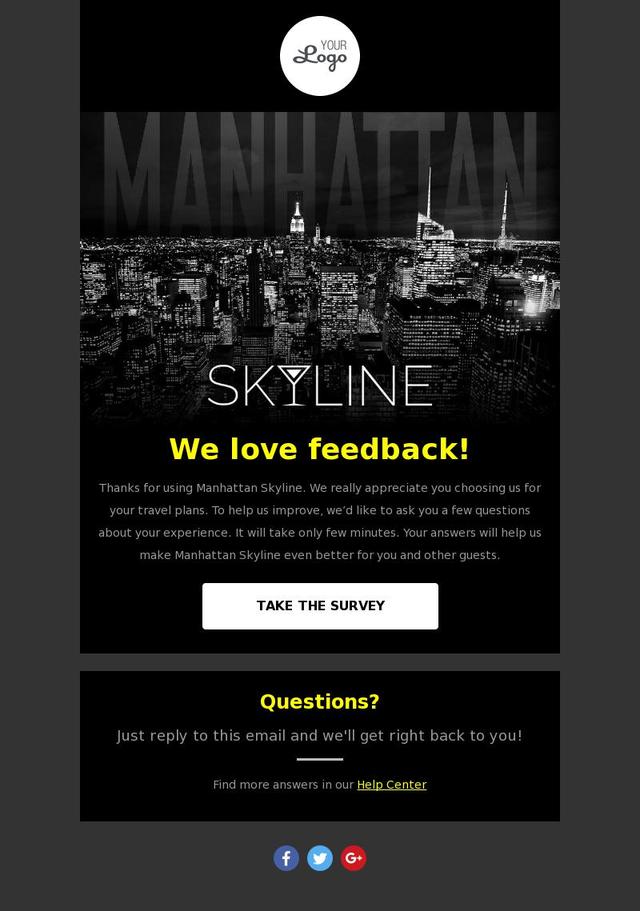 YOUR
Logo
MANHATTAN
SKYLINE
We love feedback!
Thanks for using Manhattan Skyline. We really appreciate you choosing us for
your travel plans. To help us improve, we’d like to ask you a few questions
about your experience. It will take only few minutes. Your answers will help us
make Manhattan Skyline even better for you and other guests.
TAKE THE SURVEY
Questions?
Just reply to this email and we'll get right back to you!
Find more answers in our Help Center
f
G+